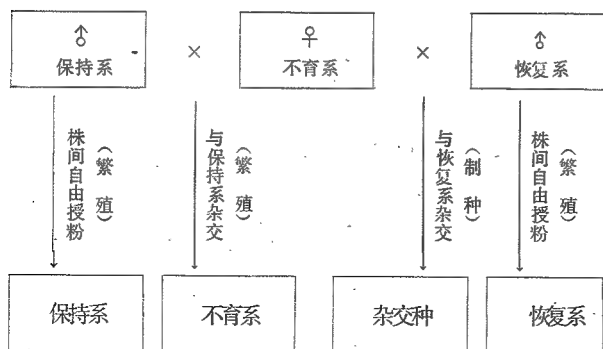 ♂ ♀ ♂
保持系 × 不育系 × 恢复系
株间自由授粉
（繁殖）
与保持系杂交
（繁殖）
与恢复系杂交
（制种）
株间自由授粉
（繁殖）
保持系 不育系 杂交种 恢复系